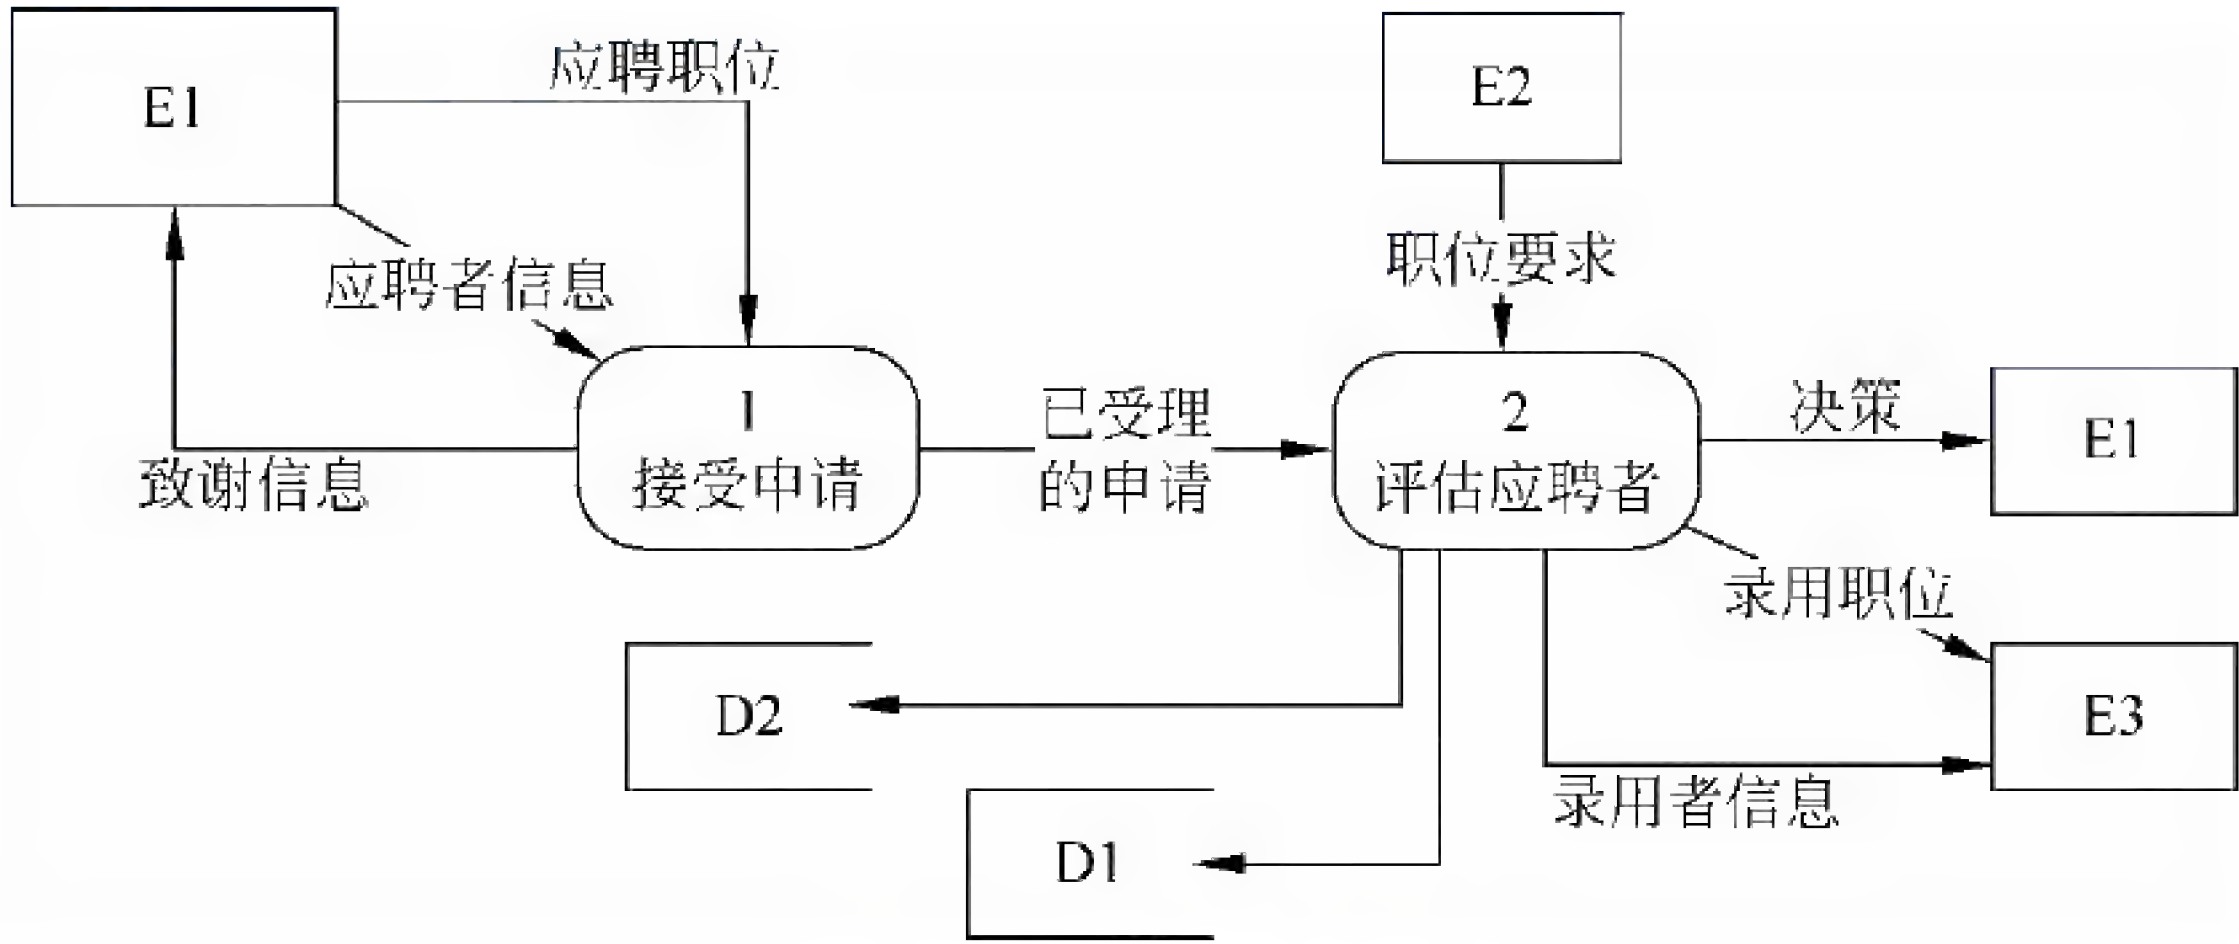 E1
应聘职位
E2
应聘者信息
职位要求
致谢信息
1
接受申请
已受理
的申请
2
评估应聘者
决策
E1
录用职位
D2
E3
录用者信息
D1